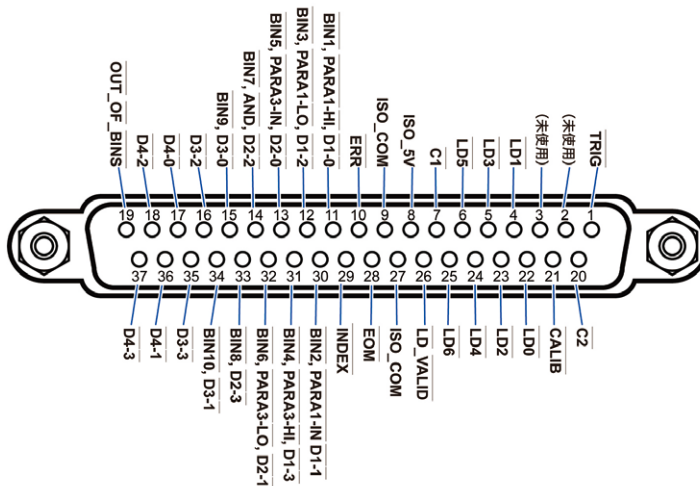 OUT_OF_BINS
D4-2
D4-0
D3-2
BIN9, D3-0
BIN7, AND, D2-2
BIN5, PARA3-IN, D2-0
BIN3, PARA1-LO, D1-2
BIN1, PARA1-HI, D1-0
ERR
ISO_COM
ISO_5V
C1
LD5
LD3
LD1
(未使用)
(未使用)
TRIG
19 18 17 16 15 14 13 12 11 10 9 8 7 6 5 4 3 2 1
37 36 35 34 33 32 31 30 29 28 27 26 25 24 23 22 21 20
D4-3
D4-1
D3-3
BIN10, D3-1
BIN8, D2-3
BIN6, PARA3-LO, D2-1
BIN4, PARA3-HI, D1-3
BIN2, PARA1-IN D1-1
INDEX
EOM
ISO_COM
LD_VALID
LD6
LD4
LD2
LD0
CALIB
C2